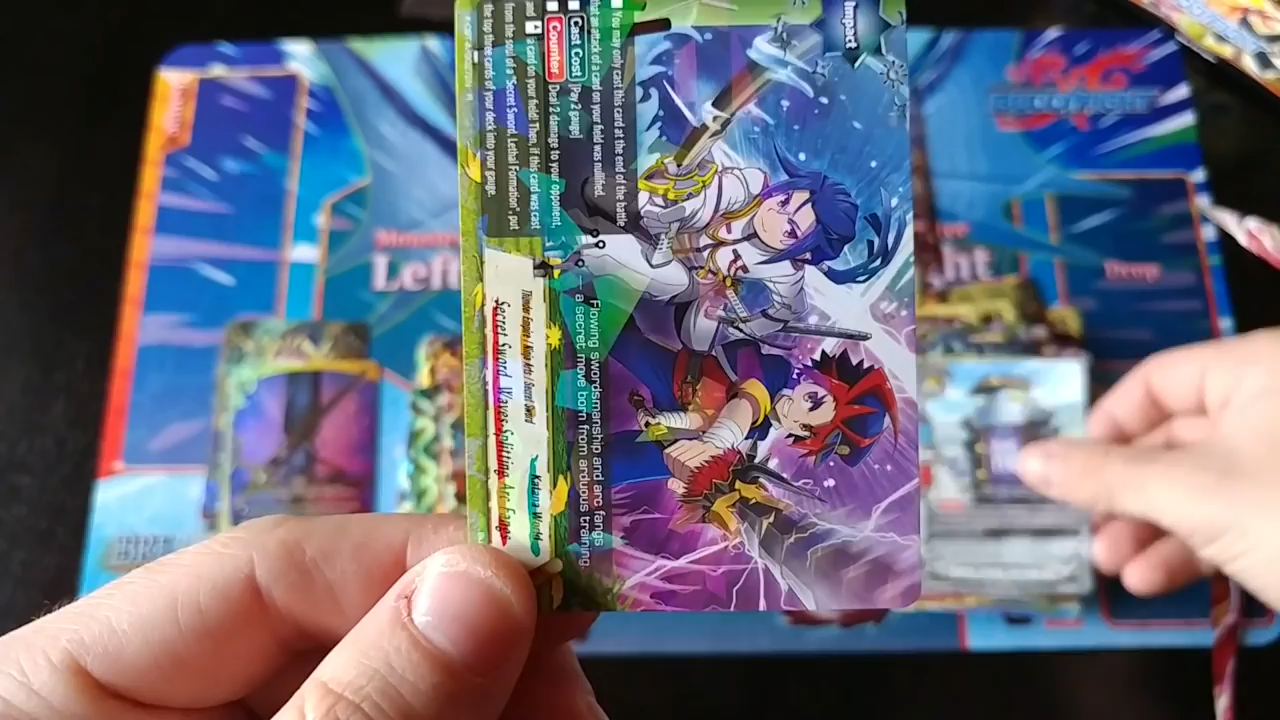 Impact
■ You may only cast this card at the end of the battle
that an attack of a card on your field was nullified.
■ Cast Cost [Pay 2 gauge]
■ Counter Deal 2 damage to your opponent,
and a card on your field! Then, if this card was cast
from the soul of a "Secret Sword, Lethal Formation", put
the top three cards of your deck into your gauge.
Flowing swordsmanship and arc fangs
a secret move born from arduous training.
Thunder Empire / Ninja Arts / Secret Sword
Secret Sword, Waves-Splitting Arc Fangs
Katana World
Left
Drop
BUDDYFIGHT